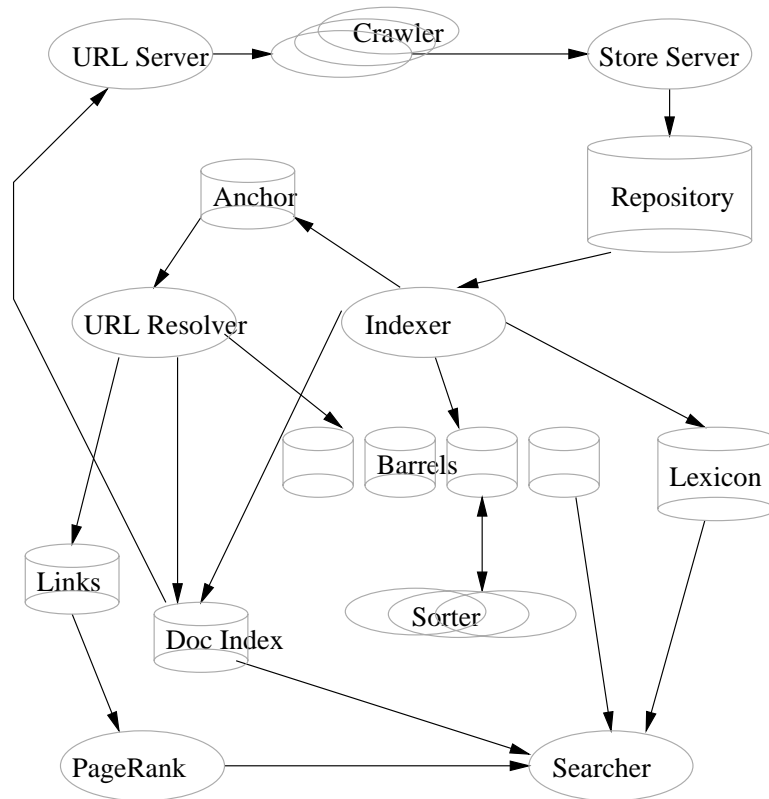 Crawler
URL Server
Store Server
Anchor
Repository
URL Resolver
Indexer
Barrels
Lexicon
Links
Sorter
Doc Index
PageRank
Searcher